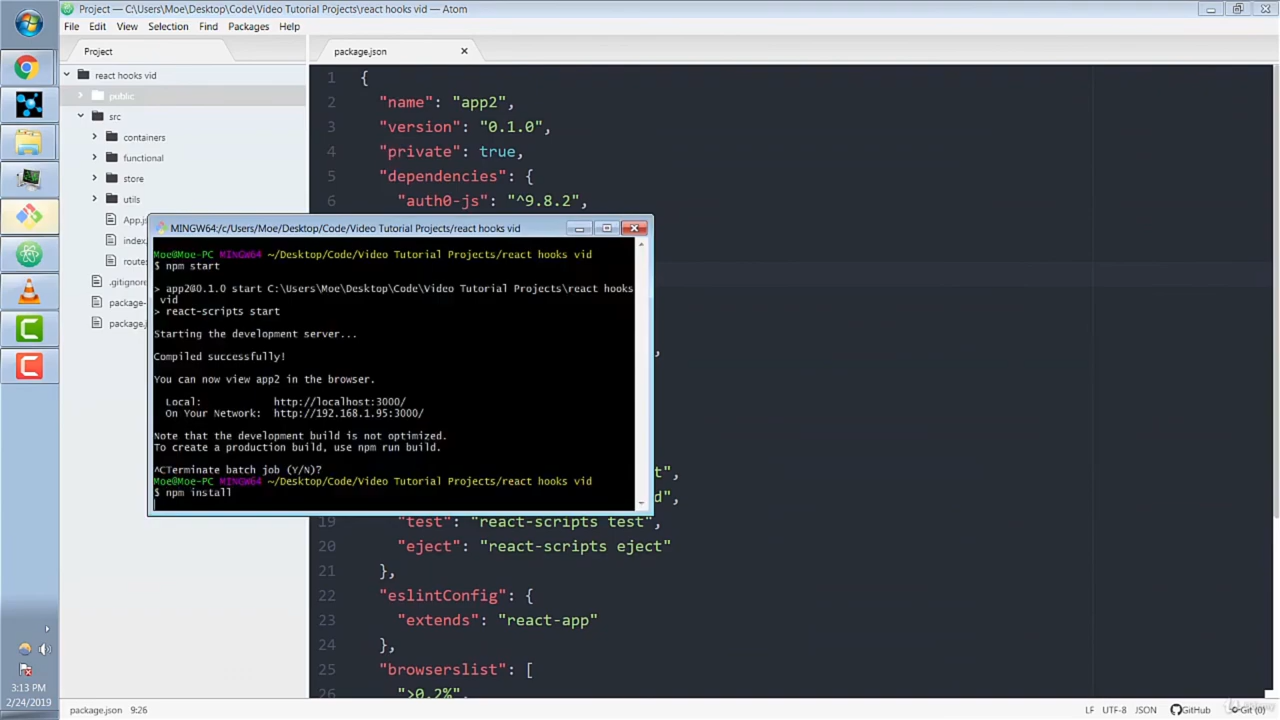 Project — C:\Users\Moe\Desktop\Code\Video Tutorial Projects\react hooks vid — Atom
File Edit View Selection Find Packages Help
Project
package.json
react hooks vid
public
src
containers
functional
store
utils
App.js
index.
routes
.gitignore
package-
package.j
1 {
2 "name": "app2",
3 "version": "0.1.0",
4 "private": true,
5 "dependencies": {
6 "auth0-js": "^9.8.2",
MINGW64:/c/Users/Moe/Desktop/Code/Video Tutorial Projects/react hooks vid
Moe@Moe-PC MINGW64 ~/Desktop/Code/Video Tutorial Projects/react hooks vid
$ npm start
> app2@0.1.0 start C:\Users\Moe\Desktop\Code\Video Tutorial Projects\react hooks
vid
> react-scripts start
Starting the development server...
Compiled successfully!
You can now view app2 in the browser.
Local: http://localhost:3000/
On Your Network: http://192.168.1.95:3000/
Note that the development build is not optimized.
To create a production build, use npm run build.
^CTerminate batch job (Y/N)?
Moe@Moe-PC MINGW64 ~/Desktop/Code/Video Tutorial Projects/react hooks vid
$ npm install
,
t",
d",
19 "test": "react-scripts test",
20 "eject": "react-scripts eject"
21 },
22 "eslintConfig": {
23 "extends": "react-app"
24 },
25 "browserslist": [
26 ">0.2%",
3:13 PM
2/24/2019
package.json 9:26
LF UTF-8 JSON GitHub Git (0)